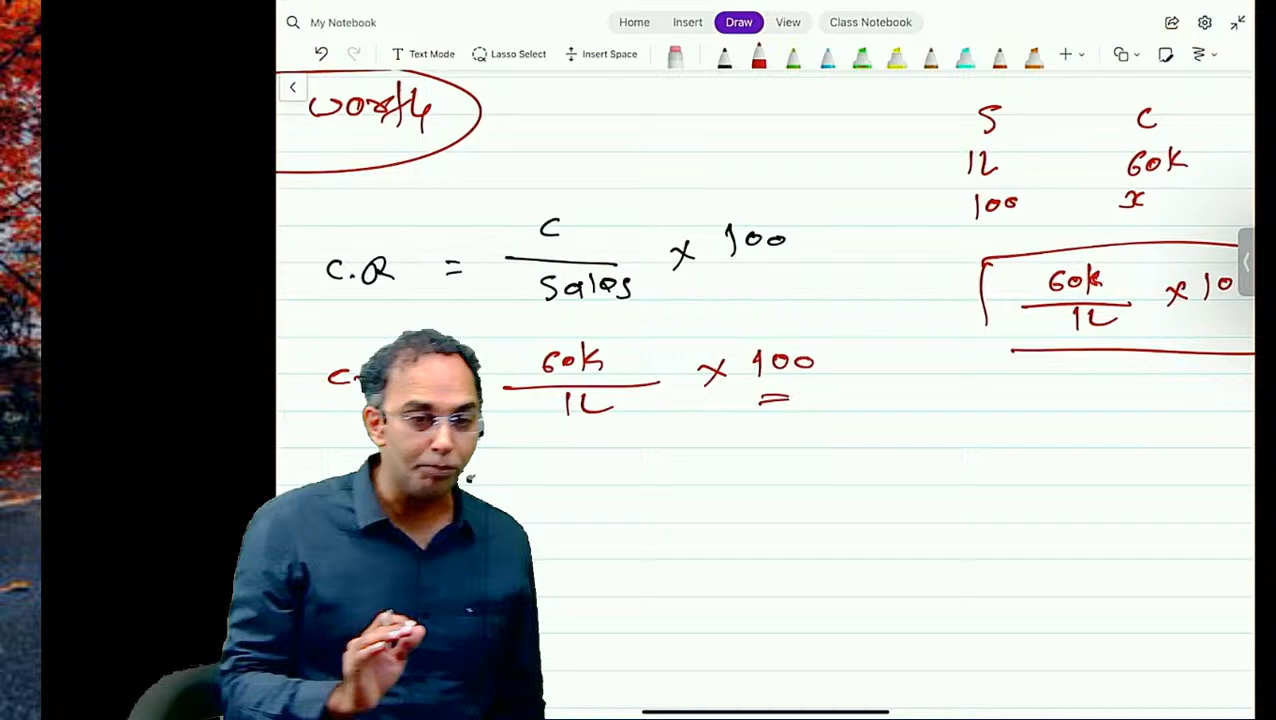 My Notebook
Home Insert Draw View Class Notebook
Text Mode Lasso Select Insert Space
worth
S C
1L 60k
100 x
C.R = C / Sales × 100
60k / 1L × 10
C. 60k / 1L × 100
=